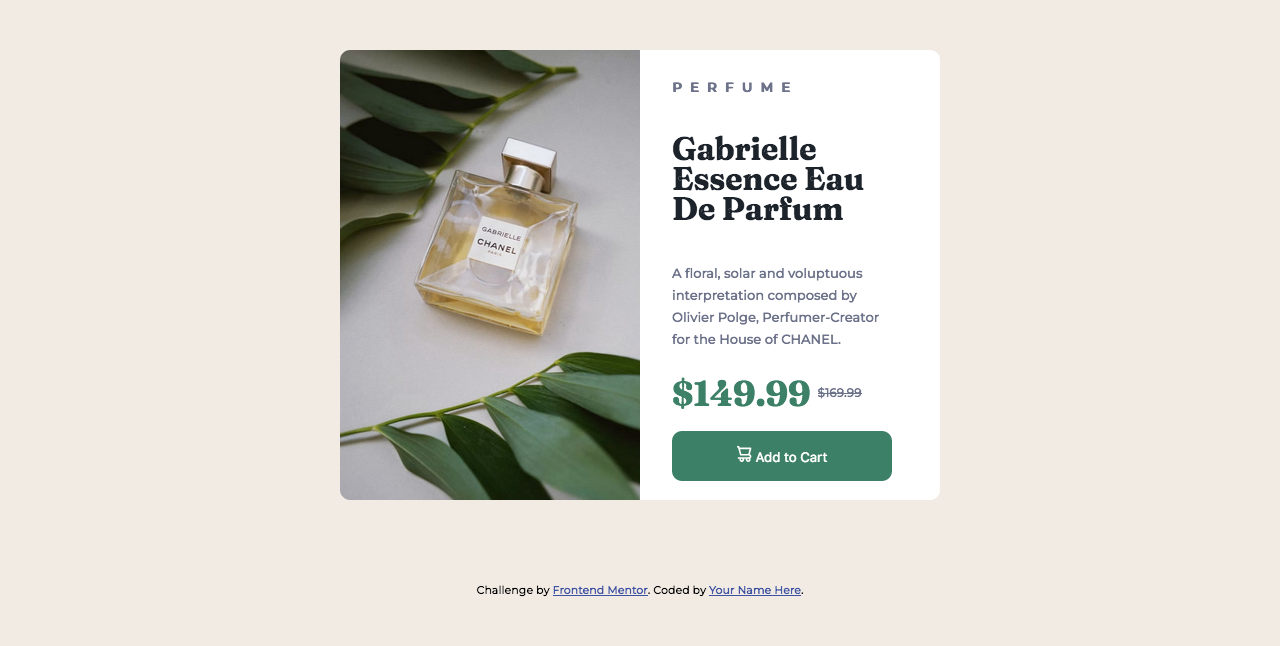 GABRIELLE
CHANEL
PARIS
PERFUME
Gabrielle
Essence Eau
De Parfum
A floral, solar and voluptuous
interpretation composed by
Olivier Polge, Perfumer-Creator
for the House of CHANEL.
$149.99 $169.99
Add to Cart
Challenge by Frontend Mentor. Coded by Your Name Here.